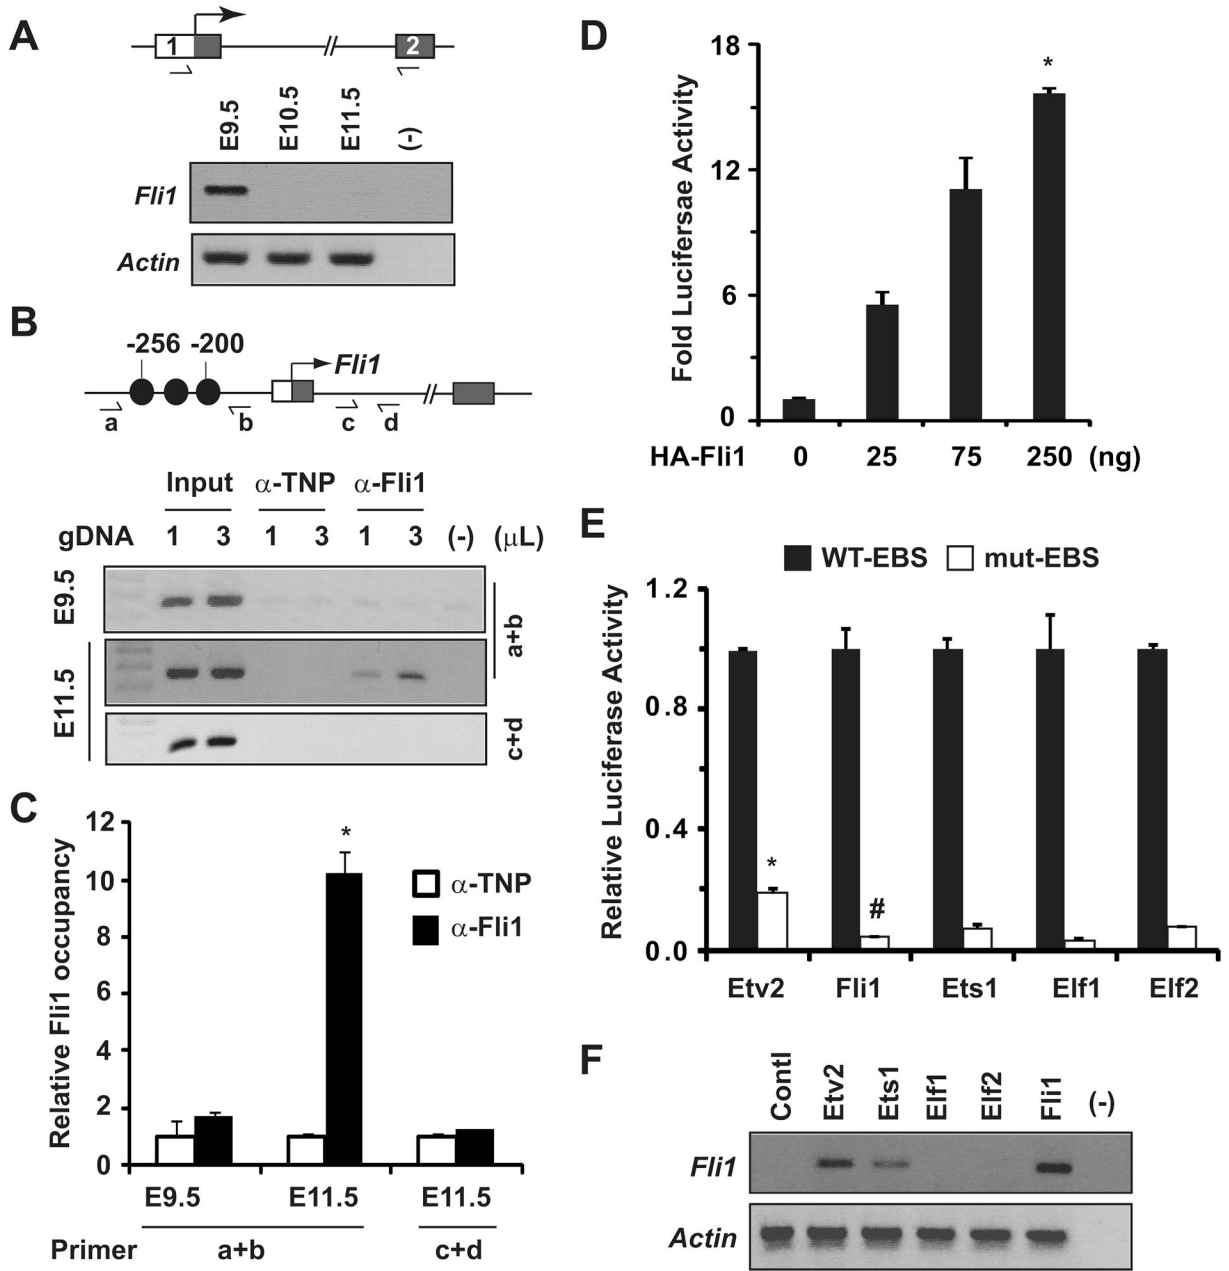 A
1
2
E9.5
E10.5
E11.5
(-)
Fli1
Actin
B
-256
-200
Fli1
a
b
c
d
Input
α-TNP
α-Fli1
gDNA 1 3 1 3 1 3 (-) (μL)
E9.5
E11.5
a+b
c+d
C
Relative Fli1 occupancy
12
10
8
6
4
2
0
*
α-TNP
α-Fli1
E9.5
E11.5
E11.5
Primer
a+b
c+d
D
Fold Lucifersae Activity
18
12
6
0
*
HA-Fli1 0 25 75 250 (ng)
E
WT-EBS
mut-EBS
Relative Luciferase Activity
1.2
0.8
0.4
0.0
*
#
Etv2
Fli1
Ets1
Elf1
Elf2
F
Contl
Etv2
Ets1
Elf1
Elf2
Fli1
(-)
Fli1
Actin